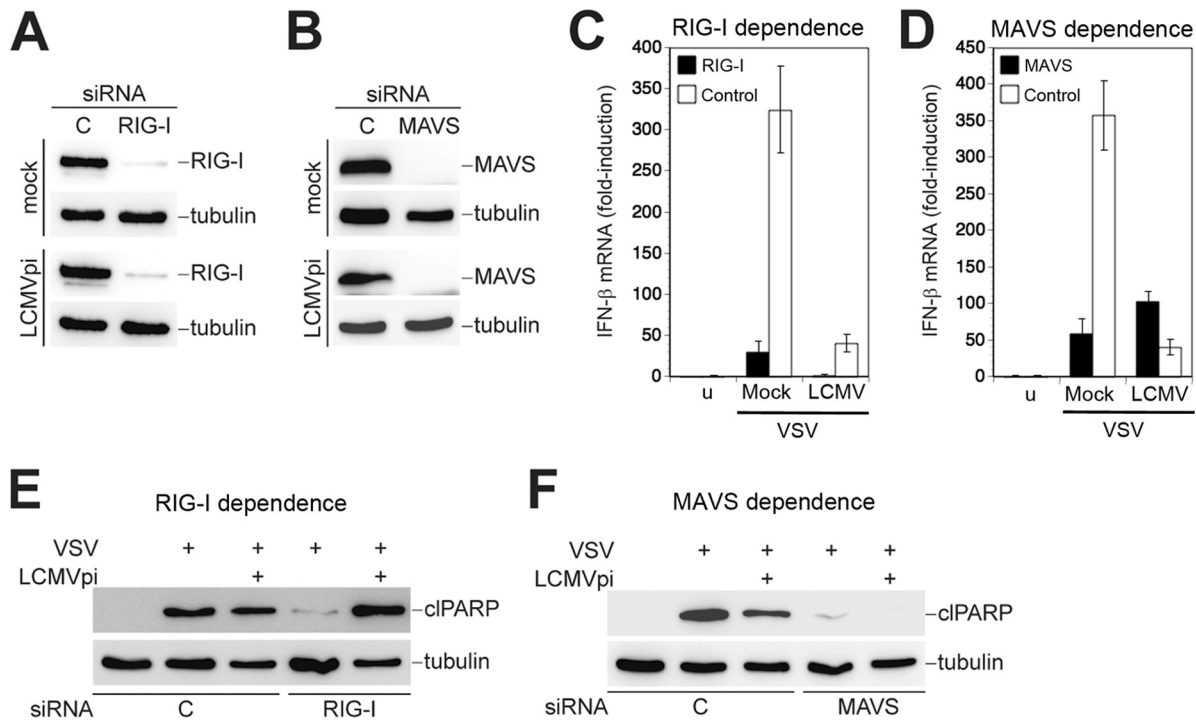 A
siRNA
C RIG-I
mock
–RIG-I
–tubulin
LCMVpi
–RIG-I
–tubulin
B
siRNA
C MAVS
mock
–MAVS
–tubulin
LCMVpi
–MAVS
–tubulin
C
RIG-I dependence
IFN-β mRNA (fold-induction)
400
350
300
250
200
150
100
50
0
RIG-I
Control
u Mock LCMV
VSV
D
MAVS dependence
IFN-β mRNA (fold-induction)
450
400
350
300
250
200
150
100
50
0
MAVS
Control
u Mock LCMV
VSV
E
RIG-I dependence
VSV + + + +
LCMVpi + +
–clPARP
–tubulin
siRNA C RIG-I
F
MAVS dependence
VSV + + + +
LCMVpi + +
–clPARP
–tubulin
siRNA C MAVS